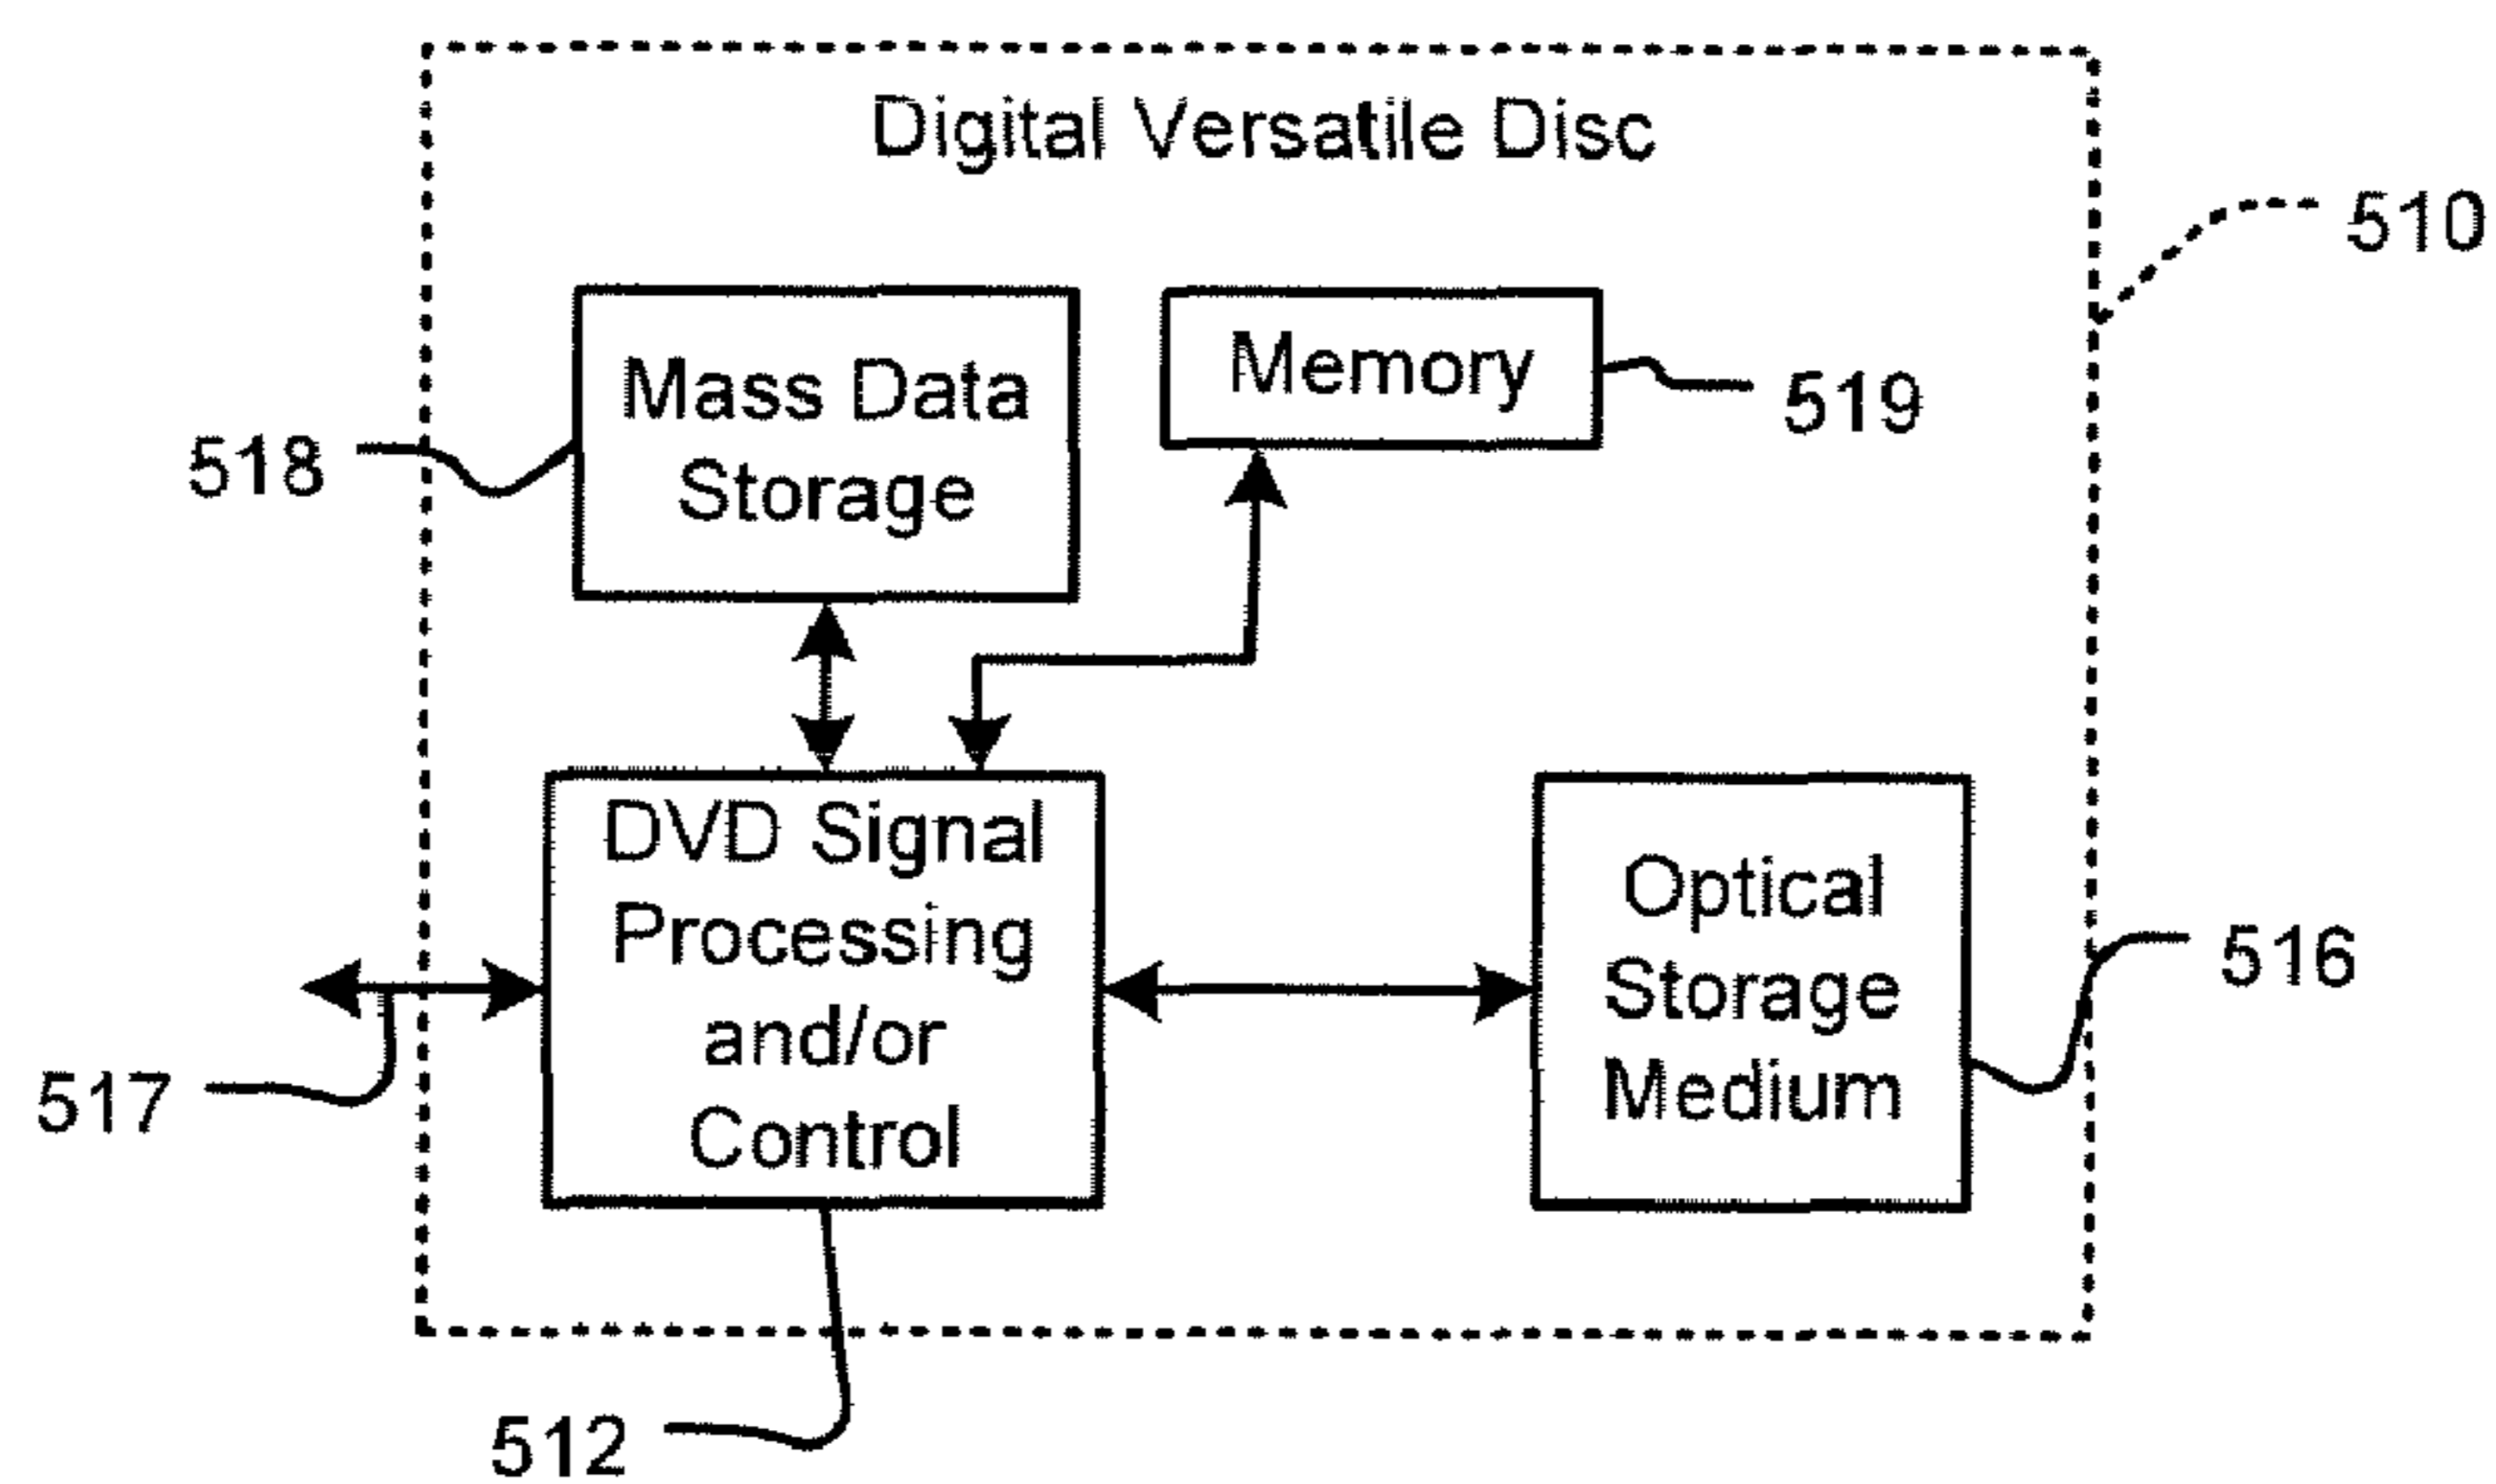 Digital Versatile Disc
510
Mass Data
Storage
518
Memory
519
DVD Signal
Processing
and/or
Control
Optical
Storage
Medium
516
517
512